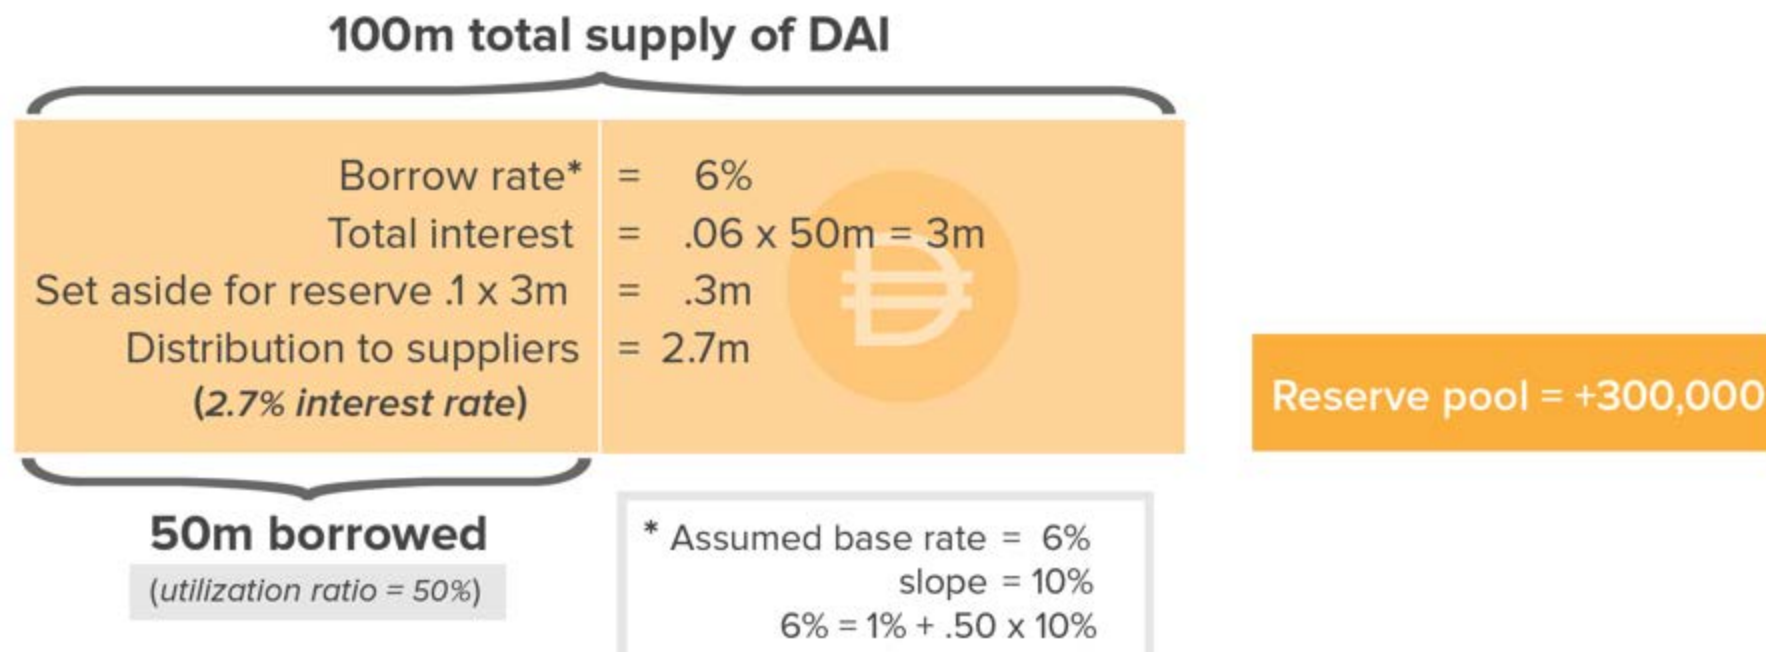 100m total supply of DAI
Borrow rate* = 6%
Total interest = .06 x 50m = 3m
Set aside for reserve .1 x 3m = .3m
Distribution to suppliers = 2.7m
(2.7% interest rate)
Reserve pool = +300,000
50m borrowed
(utilization ratio = 50%)
* Assumed base rate = 6%
slope = 10%
6% = 1% + .50 x 10%